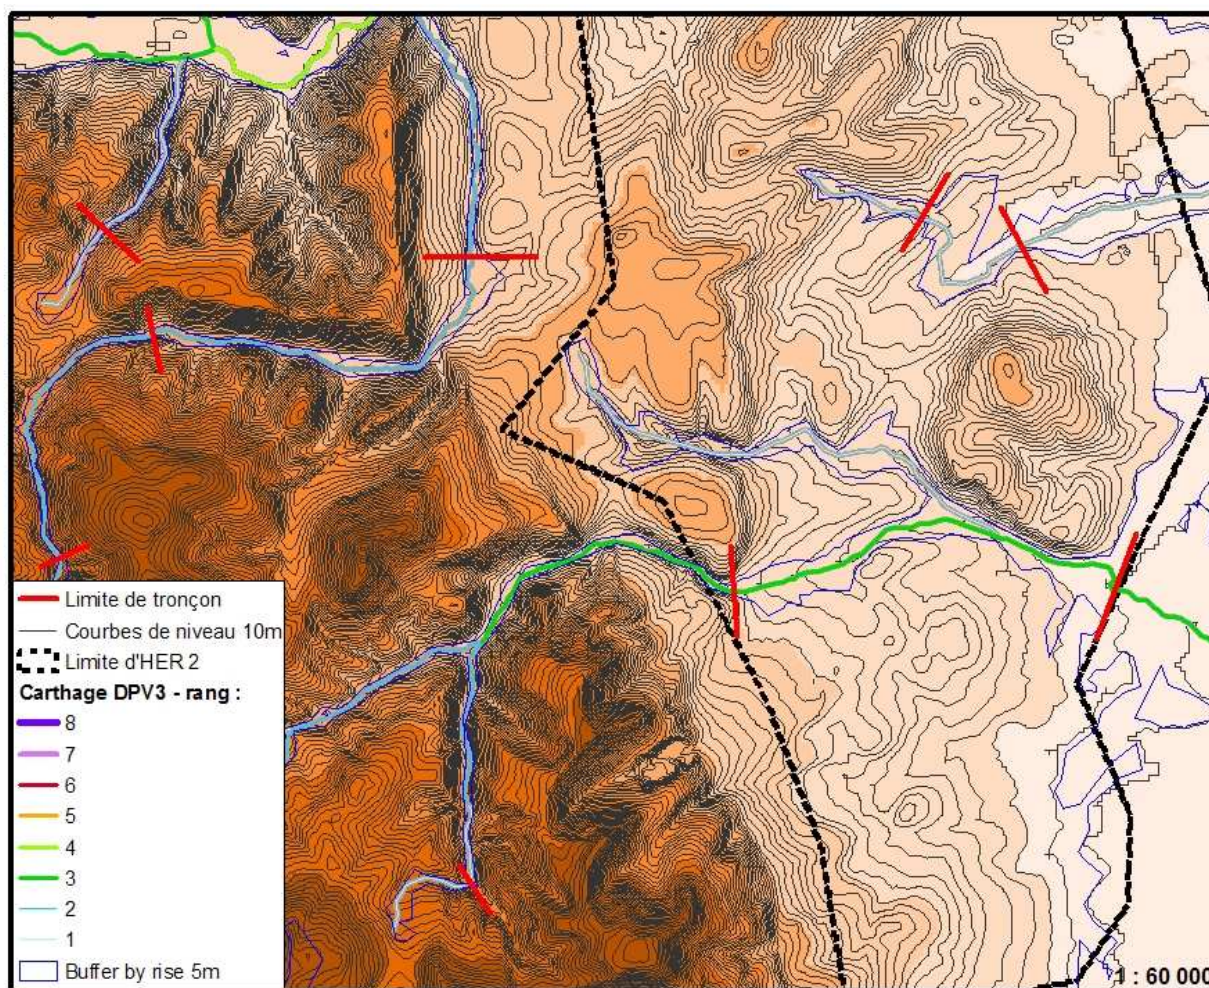 Limite de tronçon
Courbes de niveau 10m
Limite d'HER 2
Carthage DPV3 - rang :
8
7
6
5
4
3
2
1
Buffer by rise 5m
1 : 60 000